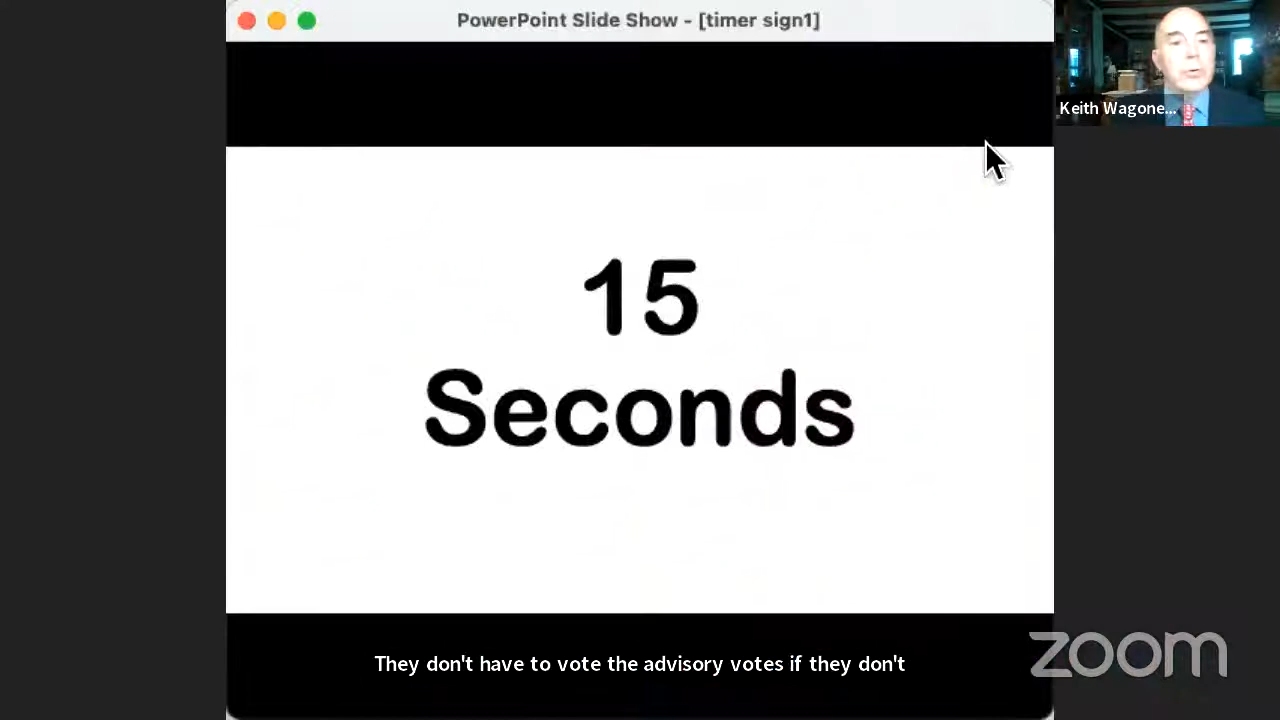 PowerPoint Slide Show - [timer sign1]
Keith Wagone...
15
Seconds
They don't have to vote the advisory votes if they don't
zoom